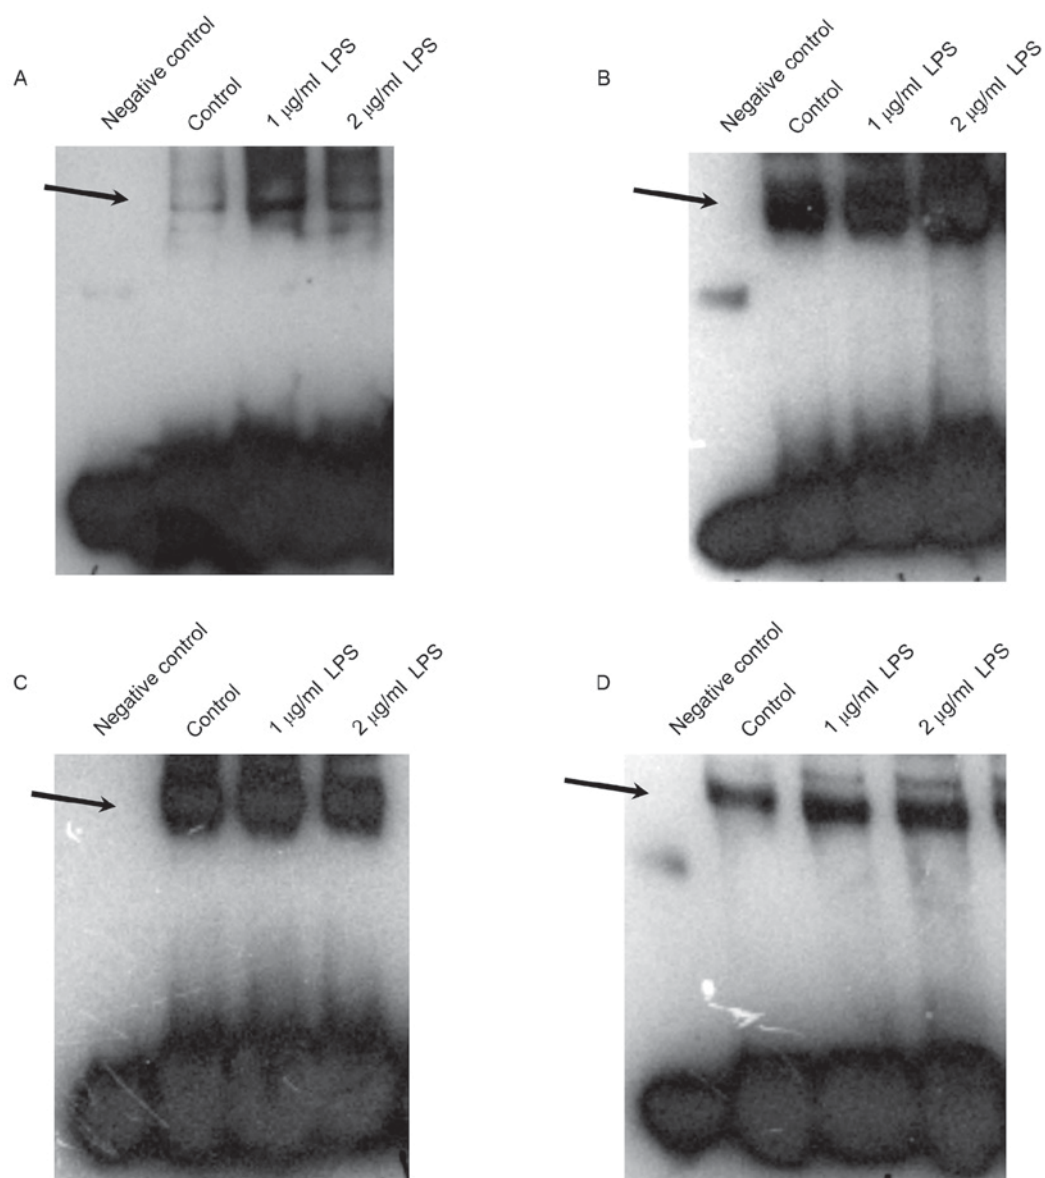 A
Negative control
Control
1 μg/ml LPS
2 μg/ml LPS
B
Negative control
Control
1 μg/ml LPS
2 μg/ml LPS
C
Negative control
Control
1 μg/ml LPS
2 μg/ml LPS
D
Negative control
Control
1 μg/ml LPS
2 μg/ml LPS